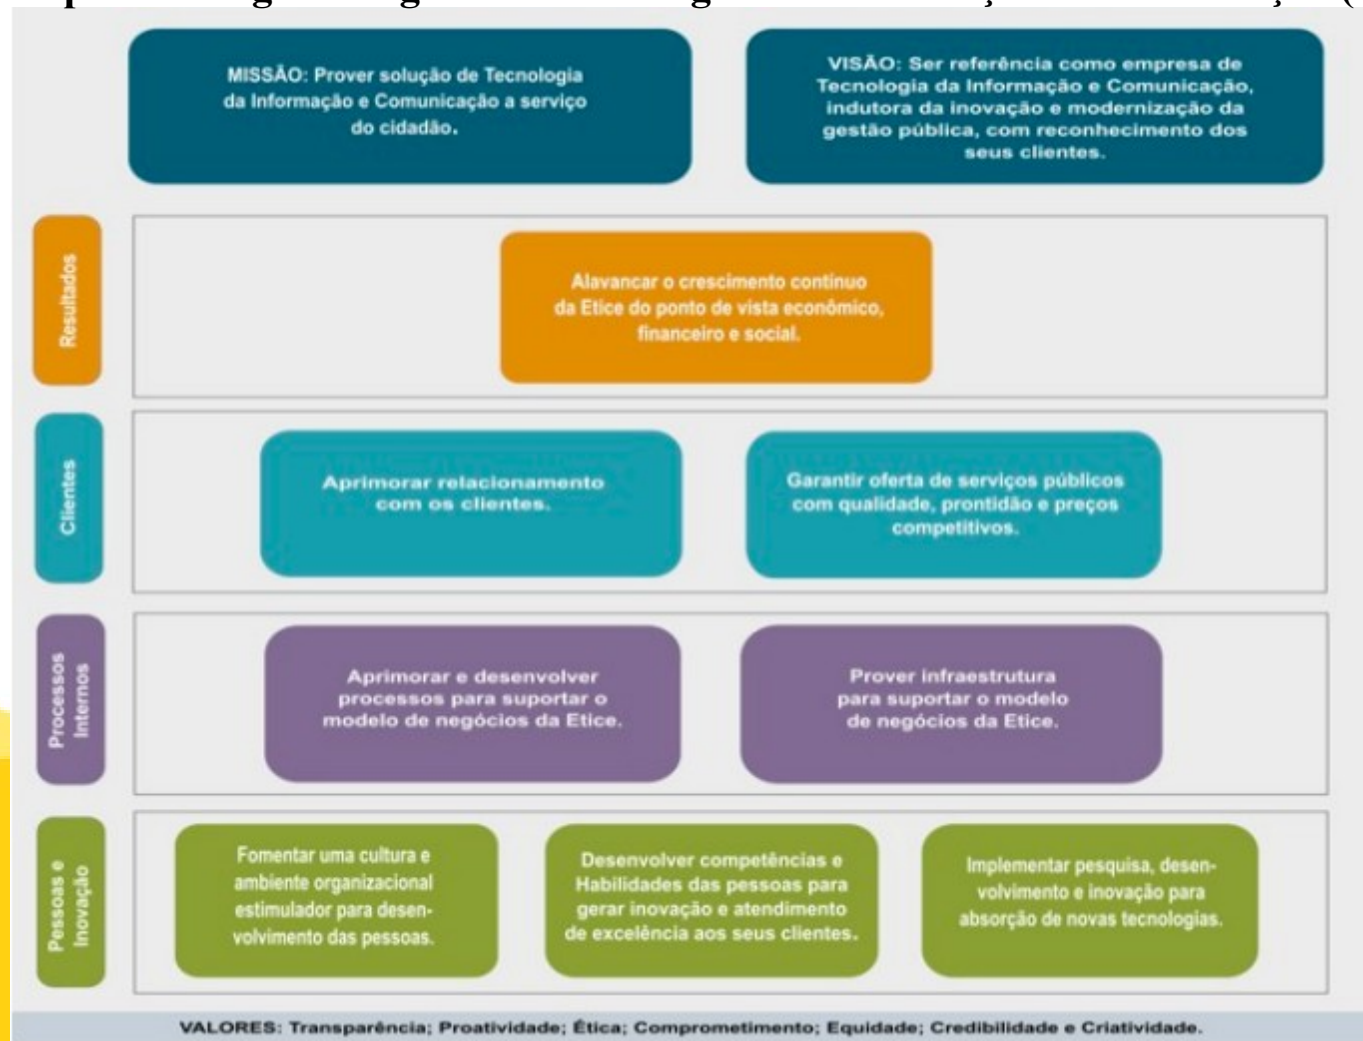 MISSÃO: Prover solução de Tecnologia
da Informação e Comunicação a serviço
do cidadão.
VISÃO: Ser referência como empresa de
Tecnologia da Informação e Comunicação,
indutora da inovação e modernização da
gestão pública, com reconhecimento dos
seus clientes.
Resultados
Alavancar o crescimento contínuo
da Etice do ponto de vista econômico,
financeiro e social.
Clientes
Aprimorar relacionamento
com os clientes.
Garantir oferta de serviços públicos
com qualidade, prontidão e preços
competitivos.
Processos
Internos
Aprimorar e desenvolver
processos para suportar o
modelo de negócios da Etice.
Prover infraestrutura
para suportar o modelo
de negócios da Etice.
Pessoas e
Inovação
Fomentar uma cultura e
ambiente organizacional
estimulador para desen-
volvimento das pessoas.
Desenvolver competências e
Habilidades das pessoas para
gerar inovação e atendimento
de excelência aos seus clientes.
Implementar pesquisa, desen-
volvimento e inovação para
absorção de novas tecnologias.
VALORES: Transparência; Proatividade; Ética; Comprometimento; Equidade; Credibilidade e Criatividade.